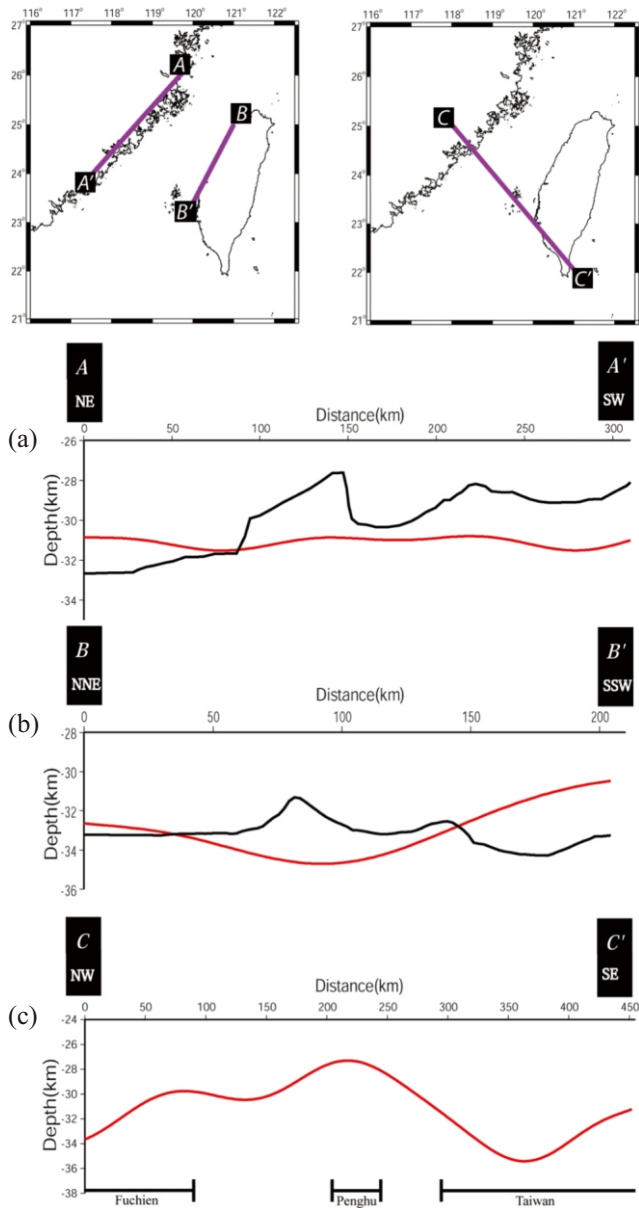 116° 117° 118° 119° 120° 121° 122°
27°
26°
25°
24°
23°
22°
21°
A
B
A'
B'
116° 117° 118° 119° 120° 121° 122°
27°
26°
25°
24°
23°
22°
21°
C
C'
A
NE
A'
SW
(a)
Distance(km)
0 50 100 150 200 250 300
Depth(km)
-26
-28
-30
-32
-34
B
NNE
B'
SSW
(b)
Distance(km)
0 50 100 150 200
Depth(km)
-28
-30
-32
-34
-36
C
NW
C'
SE
(c)
Distance(km)
0 50 100 150 200 250 300 350 400 450
Depth(km)
-24
-26
-28
-30
-32
-34
-36
-38
Fuchien Penghu Taiwan